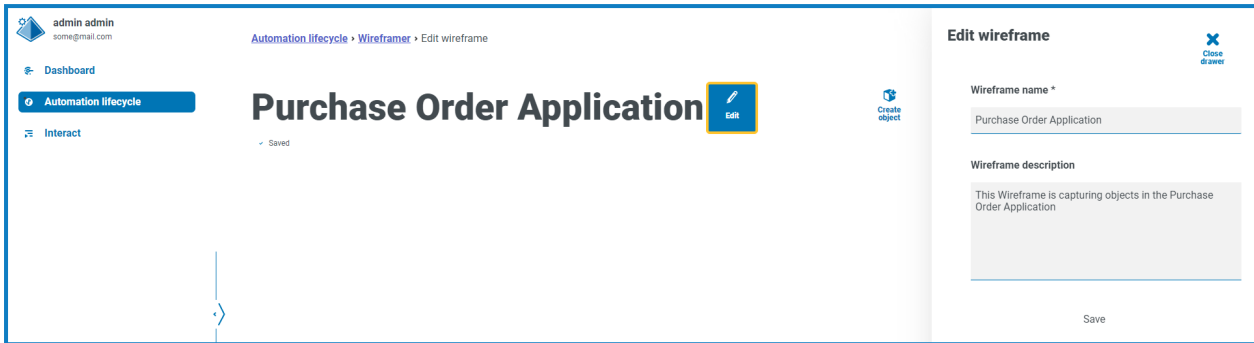 admin admin
some@mail.com
Dashboard
Automation lifecycle
Interact
Automation lifecycle › Wireframer › Edit wireframe
Purchase Order Application
Edit
Saved
Create
object
Edit wireframe
Close
drawer
Wireframe name *
Purchase Order Application
Wireframe description
This Wireframe is capturing objects in the Purchase
Order Application
Save